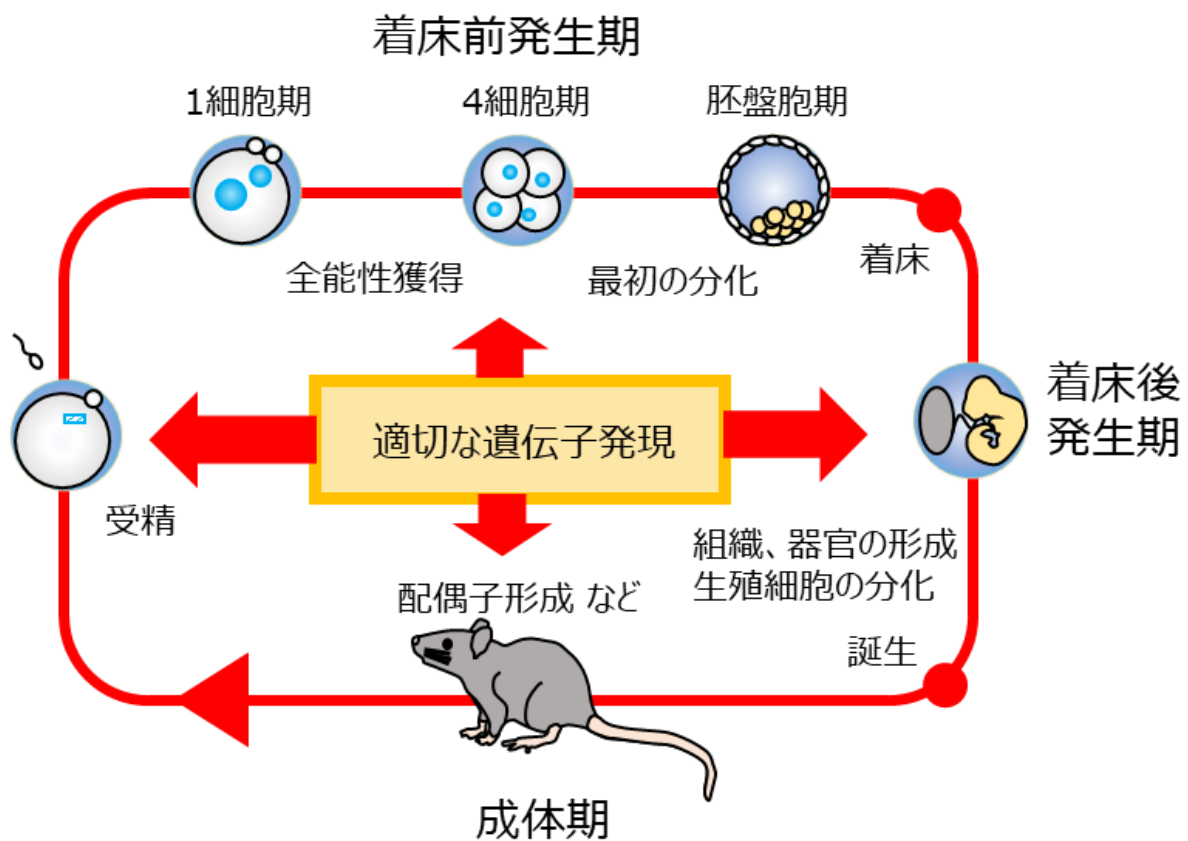 着床前発生期
1細胞期
4細胞期
胚盤胞期
全能性獲得
最初の分化
着床
適切な遺伝子発現
着床後
発生期
受精
組織、器官の形成
生殖細胞の分化
配偶子形成 など
誕生
成体期